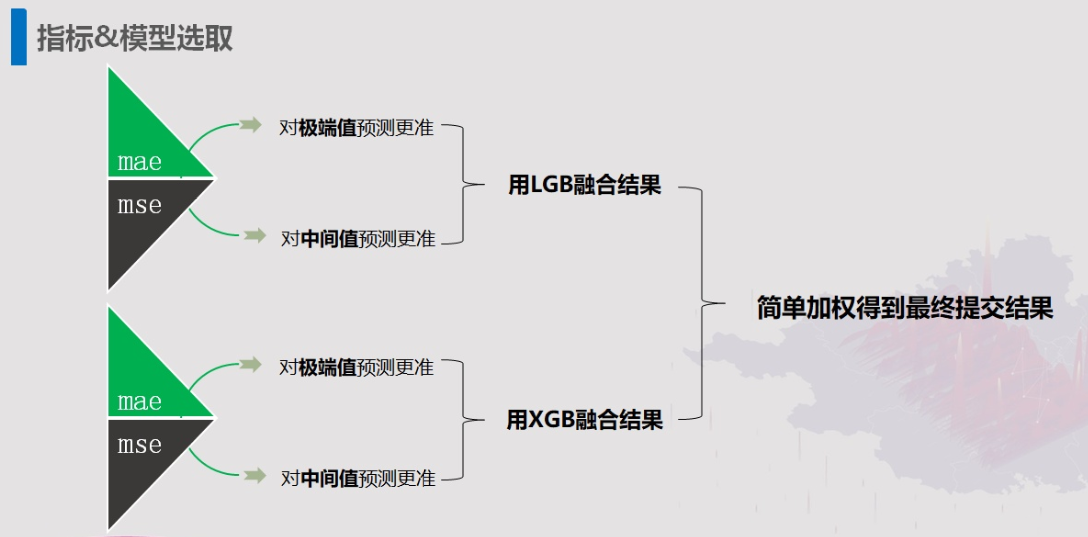 指标&模型选取
mae
mse
对极端值预测更准
对中间值预测更准
用LGB融合结果
mae
mse
对极端值预测更准
对中间值预测更准
用XGB融合结果
简单加权得到最终提交结果